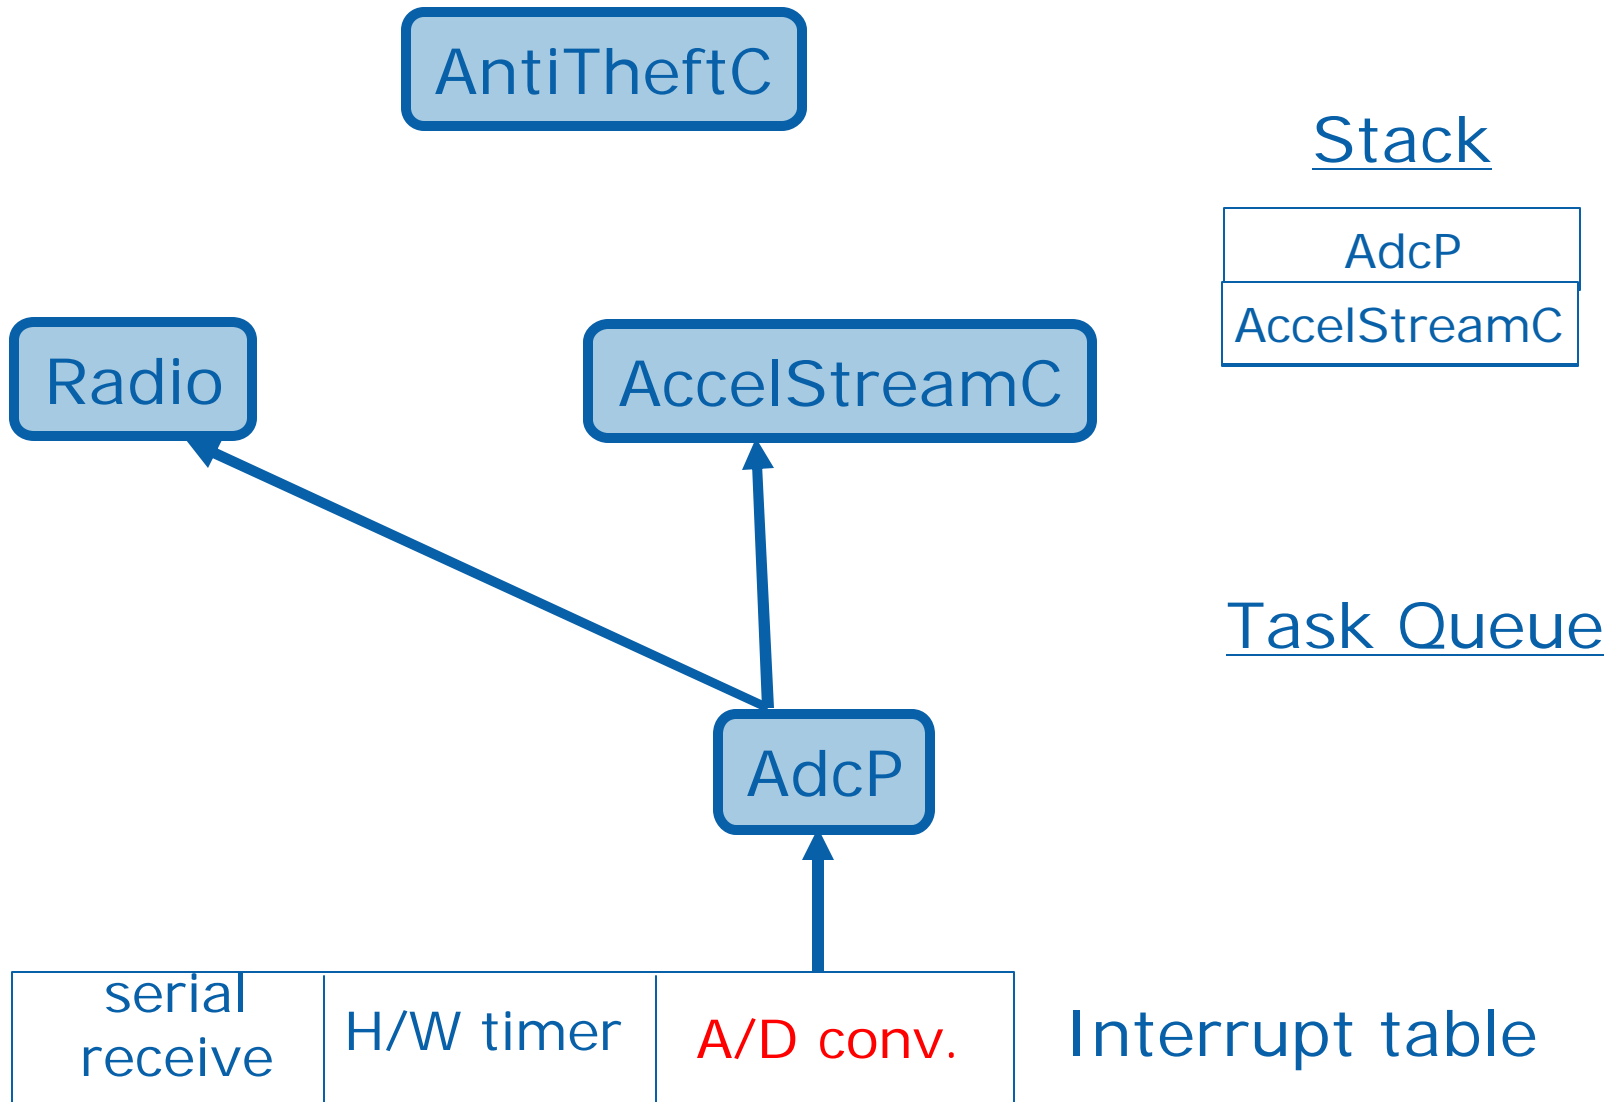 AntiTheftC
Stack
AdcP
AccelStreamC
Radio
AccelStreamC
Task Queue
AdcP
serial
receive
H/W timer
A/D conv.
Interrupt table